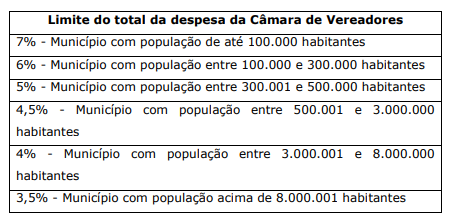 Limite do total da despesa da Câmara de Vereadores
7% - Município com população de até 100.000 habitantes
6% - Município com população entre 100.000 e 300.000 habitantes
5% - Município com população entre 300.001 e 500.000 habitantes
4,5% - Município com população entre 500.001 e 3.000.000
habitantes
4% - Município com população entre 3.000.001 e 8.000.000
habitantes
3,5% - Município com população acima de 8.000.001 habitantes